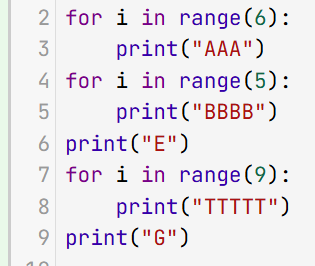 2 for i in range(6):
3     print("AAA")
4 for i in range(5):
5     print("BBBB")
6 print("E")
7 for i in range(9):
8     print("TTTTT")
9 print("G")